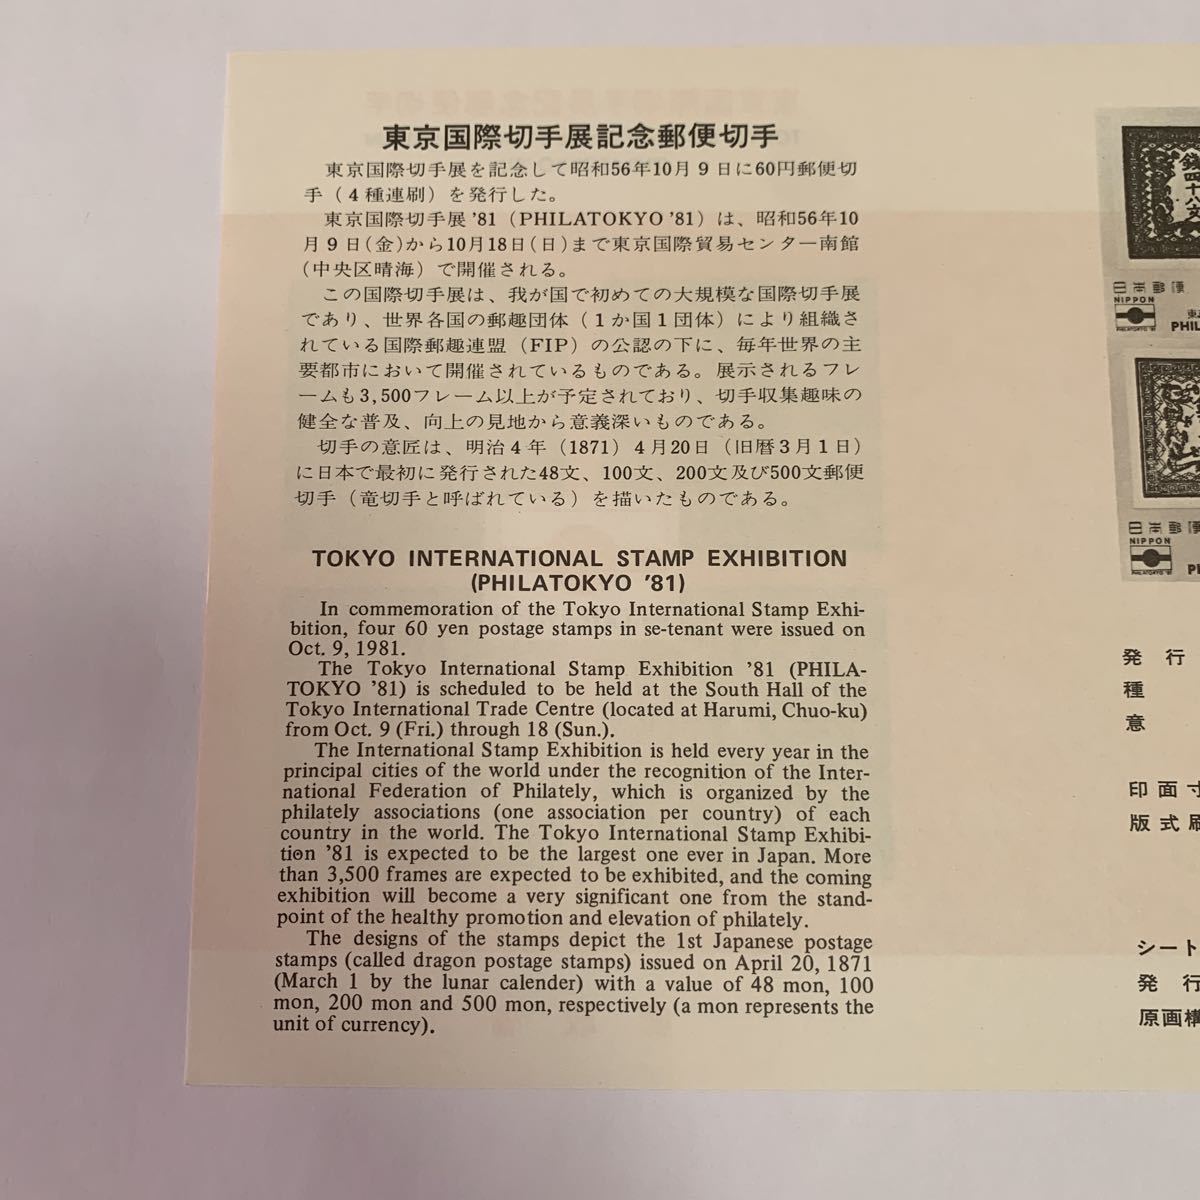 東京国際切手展記念郵便切手
東京国際切手展を記念して昭和56年10月9日に60円郵便切
手（4種連刷）を発行した。
東京国際切手展 '81（PHILATOKYO '81）は、昭和56年10
月9日(金)から10月18日(日)まで東京国際貿易センター南館
（中央区晴海）で開催される。
この国際切手展は、我が国で初めての大規模な国際切手展
であり、世界各国の郵趣団体（1か国1団体）により組織さ
れている国際郵趣連盟（FIP）の公認の下に、毎年世界の主
要都市において開催されているものである。展示されるフレ
ームも3,500フレーム以上が予定されており、切手収集趣味の
健全な普及、向上の見地から意義深いものである。
切手の意匠は、明治4年（1871）4月20日（旧暦3月1日）
に日本で最初に発行された48文、100文、200文及び500文郵便
切手（竜切手と呼ばれている）を描いたものである。
TOKYO INTERNATIONAL STAMP EXHIBITION
(PHILATOKYO '81)
In commemoration of the Tokyo International Stamp Exhi-
bition, four 60 yen postage stamps in se-tenant were issued on
Oct. 9, 1981.
The Tokyo International Stamp Exhibition '81 (PHILA-
TOKYO '81) is scheduled to be held at the South Hall of the
Tokyo International Trade Centre (located at Harumi, Chuo-ku)
from Oct. 9 (Fri.) through 18 (Sun.).
The International Stamp Exhibition is held every year in the
principal cities of the world under the recognition of the Inter-
national Federation of Philately, which is organized by the
philately associations (one association per country) of each
country in the world. The Tokyo International Stamp Exhibi-
tion '81 is expected to be the largest one ever in Japan. More
than 3,500 frames are expected to be exhibited, and the coming
exhibition will become a very significant one from the stand-
point of the healthy promotion and elevation of philately.
The designs of the stamps depict the 1st Japanese postage
stamps (called dragon postage stamps) issued on April 20, 1871
(March 1 by the lunar calender) with a value of 48 mon, 100
mon, 200 mon and 500 mon, respectively (a mon represents the
unit of currency).
銭四十八文
日本郵便
NIPPON
PHILATOKYO '81
日本郵便
NIPPON
PHILATOKYO '81
発行
種
意
印面寸
版式刷
シート
発行
原画構